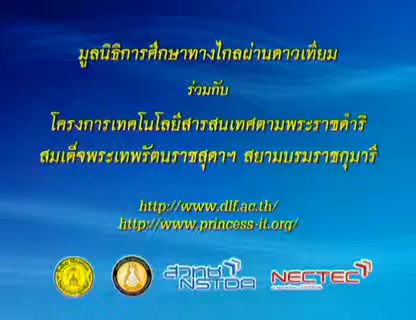 มูลนิธิการศึกษาทางไกลผ่านดาวเทียม
ร่วมกับ
โครงการเทคโนโลยีสารสนเทศตามพระราชดำริ
สมเด็จพระเทพรัตนราชสุดาฯ สยามบรมราชกุมารี
http://www.dlf.ac.th/
http://www.princess-it.org/
สวทช
NSTDA
NECTEC